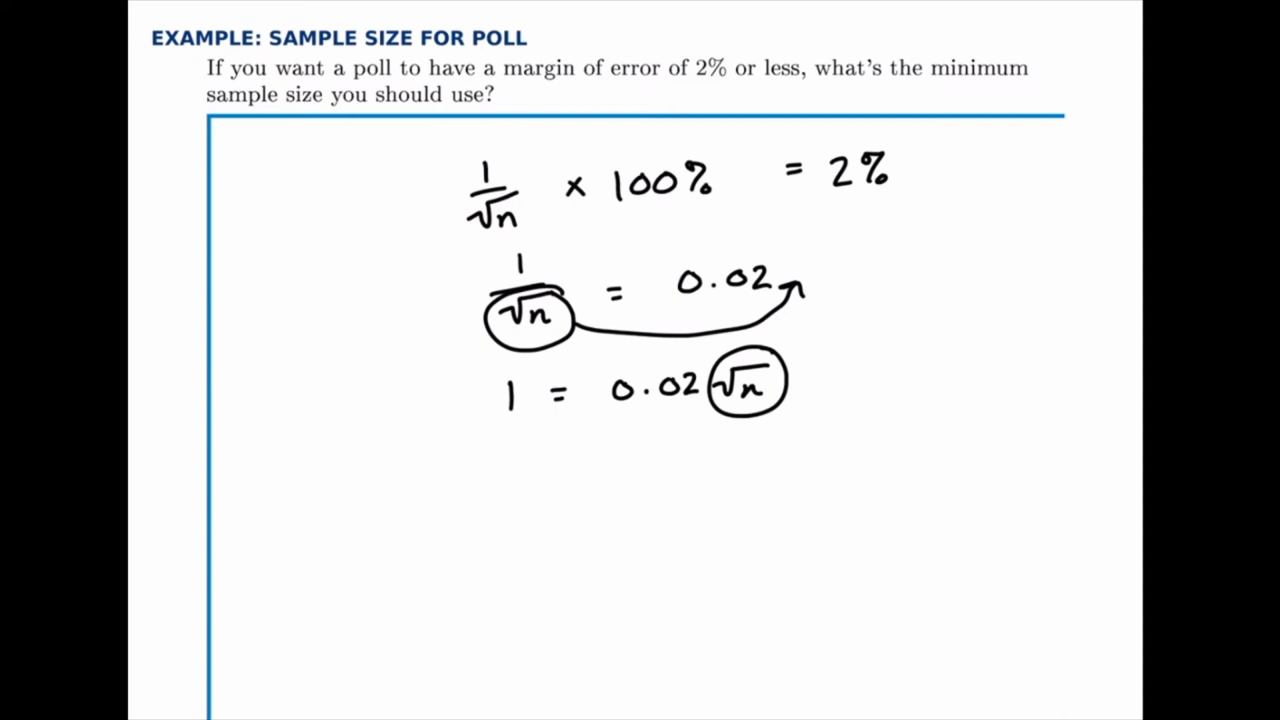 EXAMPLE: SAMPLE SIZE FOR POLL
If you want a poll to have a margin of error of 2% or less, what's the minimum
sample size you should use?
1/√n × 100% = 2%
1/√n = 0.02
1 = 0.02 √n